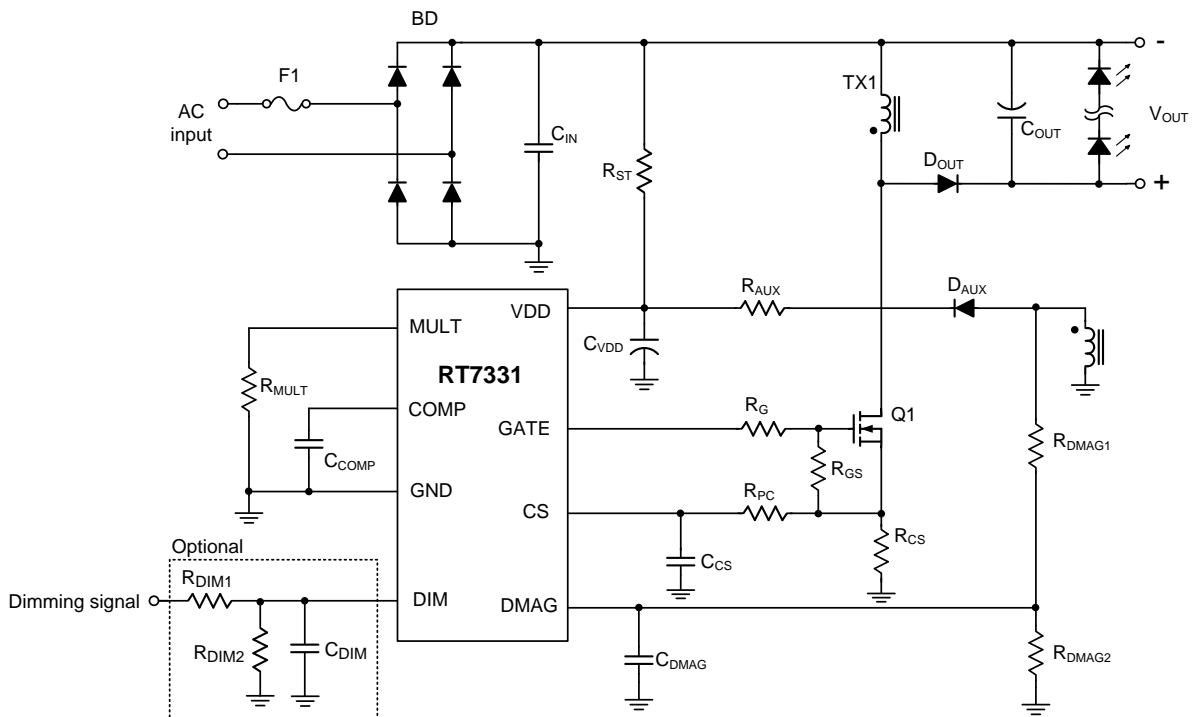 BD
F1
AC
input
CIN
RST
TX1
COUT
VOUT
-
DOUT
+
RAUX
DAUX
VDD
CVDD
MULT
RT7331
RMULT
COMP
CCOMP
GATE
RG
Q1
RGS
RDMAG1
GND
CS
RPC
CCS
RCS
Optional
RDIM1
Dimming signal
DIM
DMAG
RDIM2
CDIM
CDMAG
RDMAG2